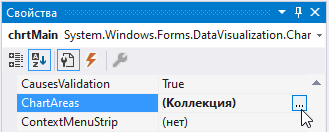 Свойства
chrtMain System.Windows.Forms.DataVisualization.Char
CausesValidation True
ChartAreas (Коллекция) ...
ContextMenuStrip (нет)